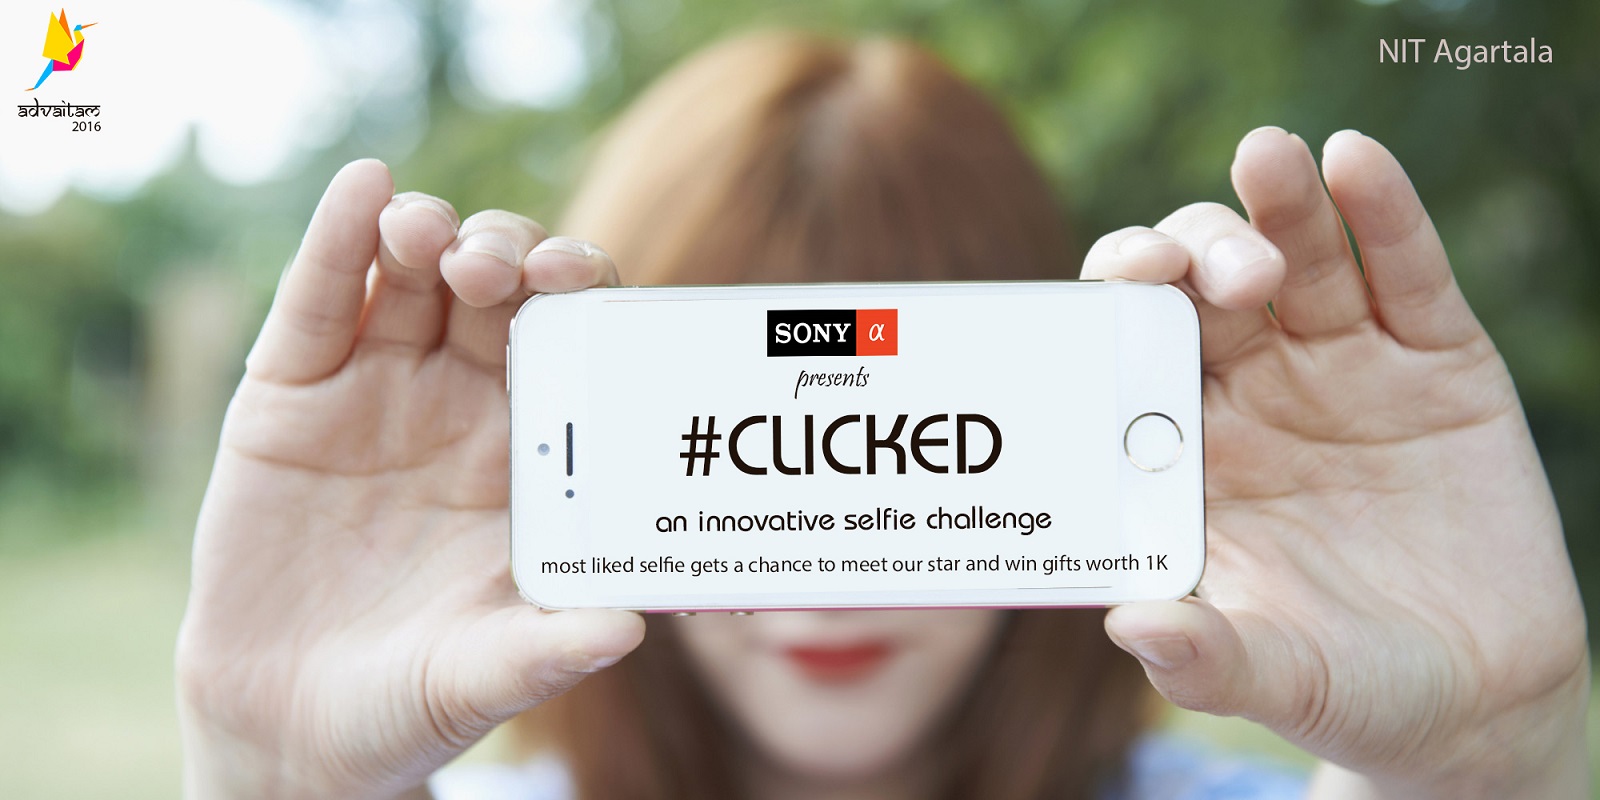 advaitam
2016
NIT Agartala
SONY α
presents
#CLICKED
an innovative selfie challenge
most liked selfie gets a chance to meet our star and win gifts worth 1K